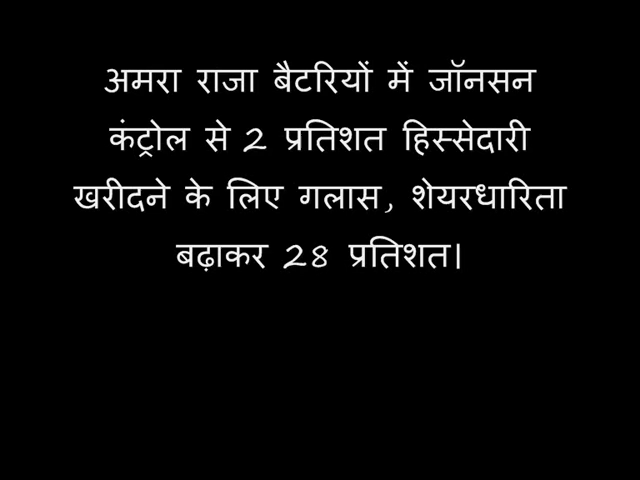 अमरा राजा बैटरियों में जॉनसन
कंट्रोल से 2 प्रतिशत हिस्सेदारी
खरीदने के लिए गलास, शेयरधारिता
बढ़ाकर 28 प्रतिशत।